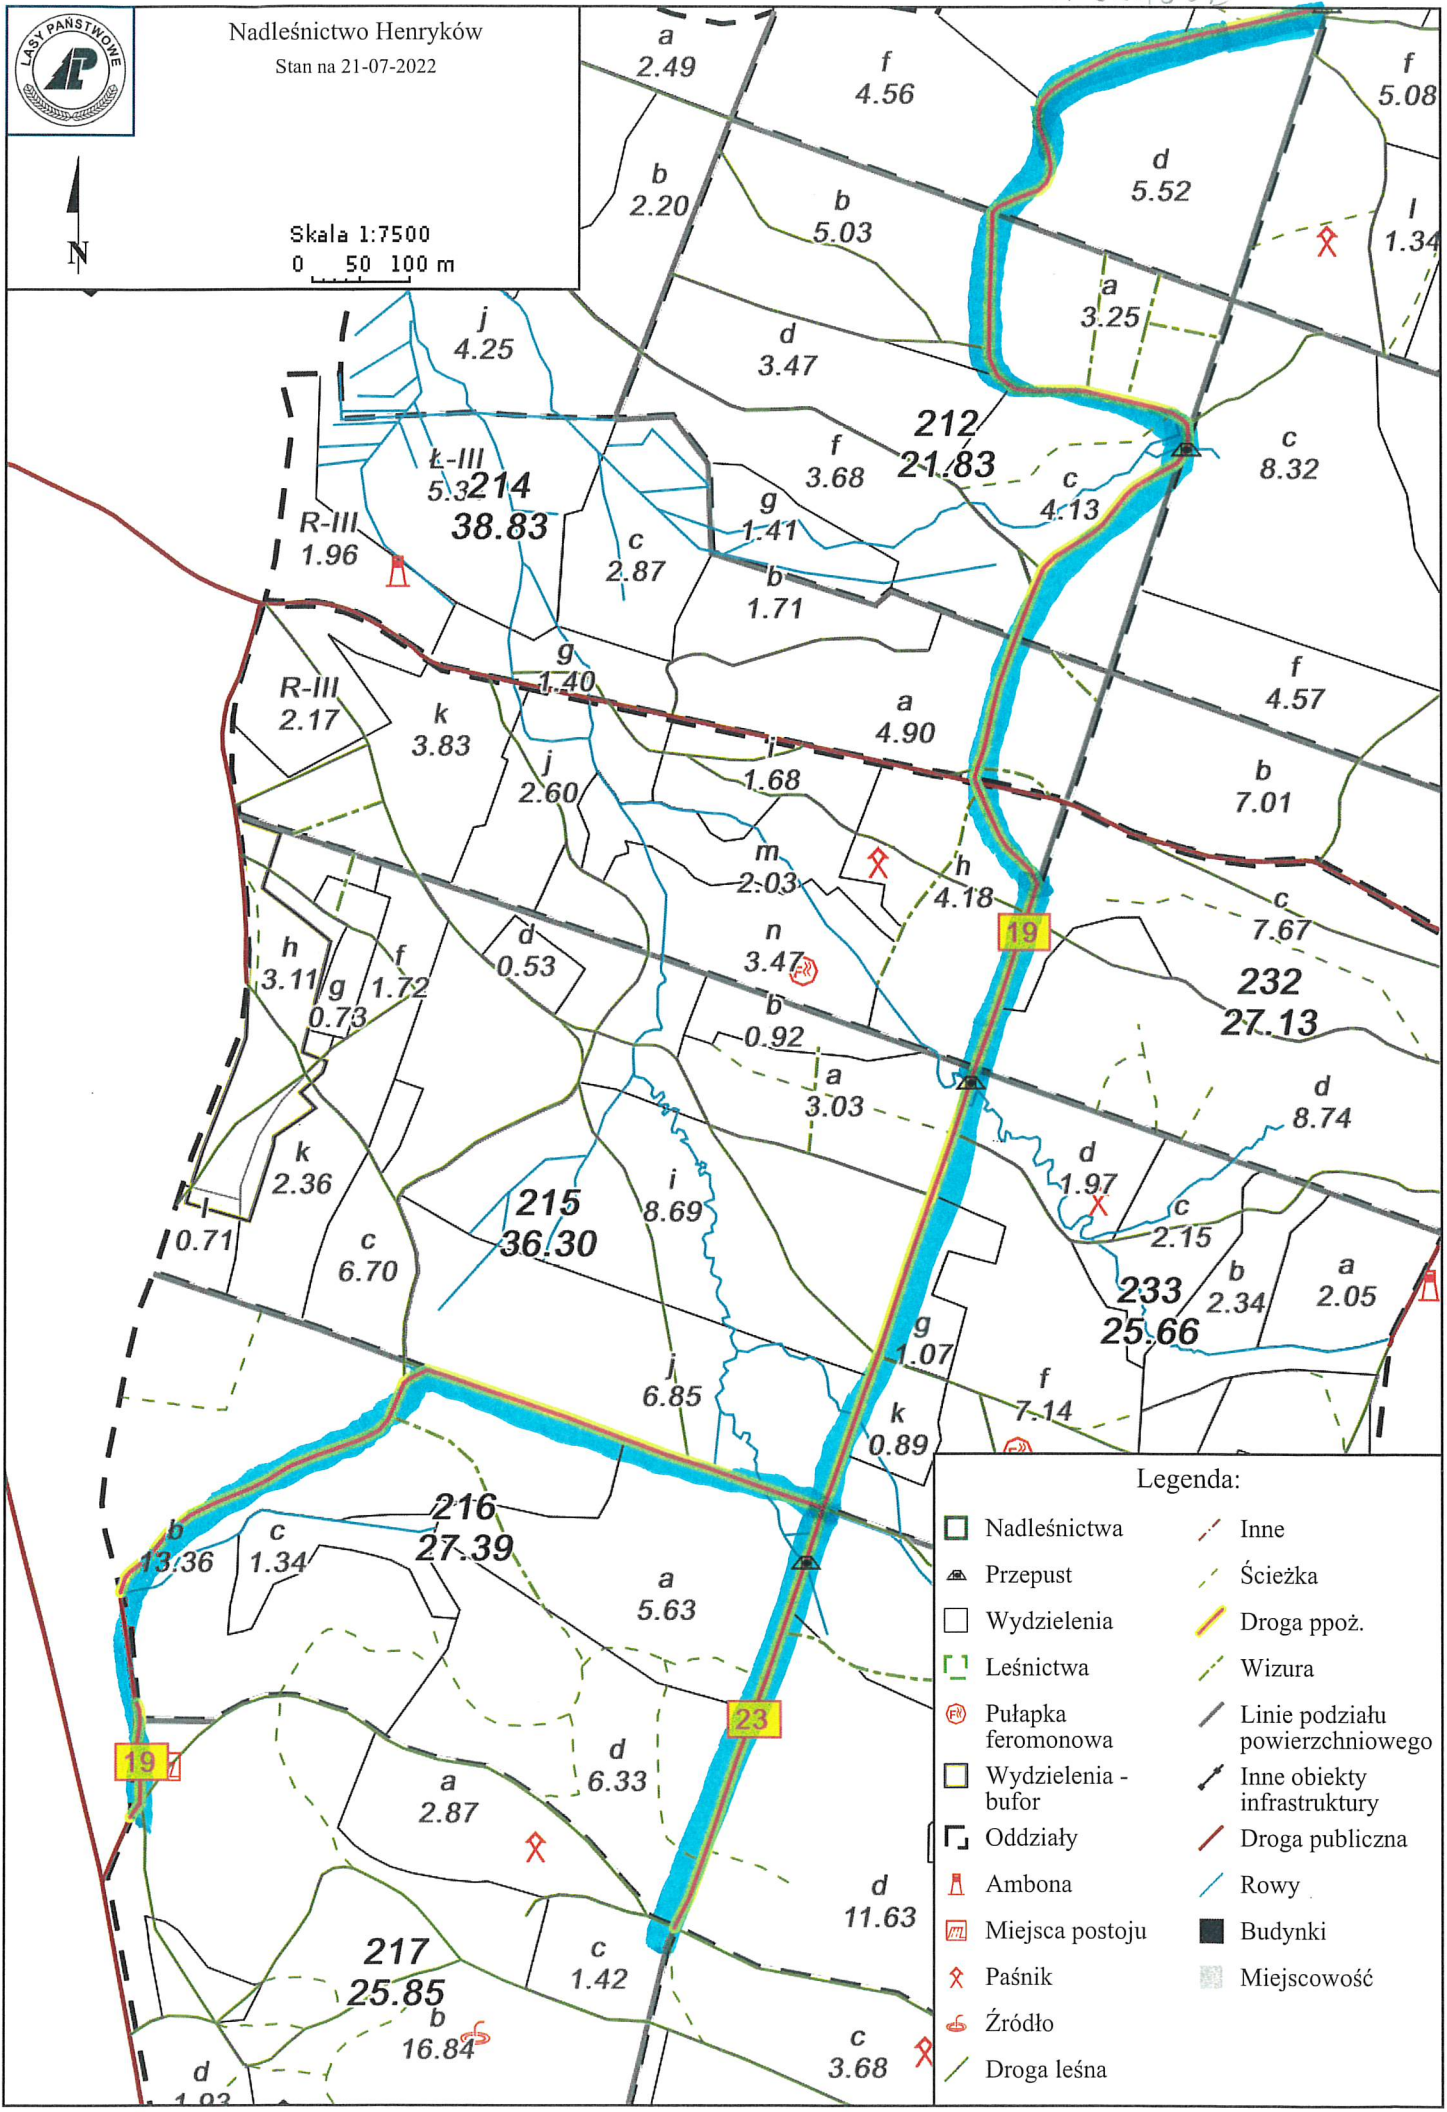 LASY PAŃSTWOWE
Nadleśnictwo Henryków
Stan na 21-07-2022
N
Skala 1:7500
0 50 100 m
a
2.49
f
4.56
f
5.08
b
2.20
b
5.03
d
5.52
l
1.34
j
4.25
d
3.47
a
3.25
212
21.83
f
3.68
c
8.32
Ł-III
5.3
214
38.83
g
1.41
c
4.13
R-III
1.96
c
2.87
b
1.71
g
1.40
f
4.57
R-III
2.17
k
3.83
a
4.90
j
2.60
i
1.68
b
7.01
m
2.03
h
4.18
c
7.67
19
h
3.11
g
0.73
f
1.72
d
0.53
n
3.47
232
27.13
b
0.92
a
3.03
d
8.74
k
2.36
l
0.71
215
36.30
i
8.69
d
1.97
c
2.15
c
6.70
233
25.66
b
2.34
a
2.05
g
1.07
j
6.85
f
7.14
k
0.89
216
27.39
b
13.36
c
1.34
a
5.63
23
19
d
6.33
a
2.87
d
11.63
217
25.85
c
1.42
b
16.84
c
3.68
d
1.93
Legenda:
Nadleśnictwa
Przepust
Wydzielenia
Leśnictwa
Pułapka
feromonowa
Wydzielenia -
bufor
Oddziały
Ambona
Miejsca postoju
Paśnik
Źródło
Droga leśna
Inne
Ścieżka
Droga ppoż.
Wizura
Linie podziału
powierzchniowego
Inne obiekty
infrastruktury
Droga publiczna
Rowy
Budynki
Miejscowość